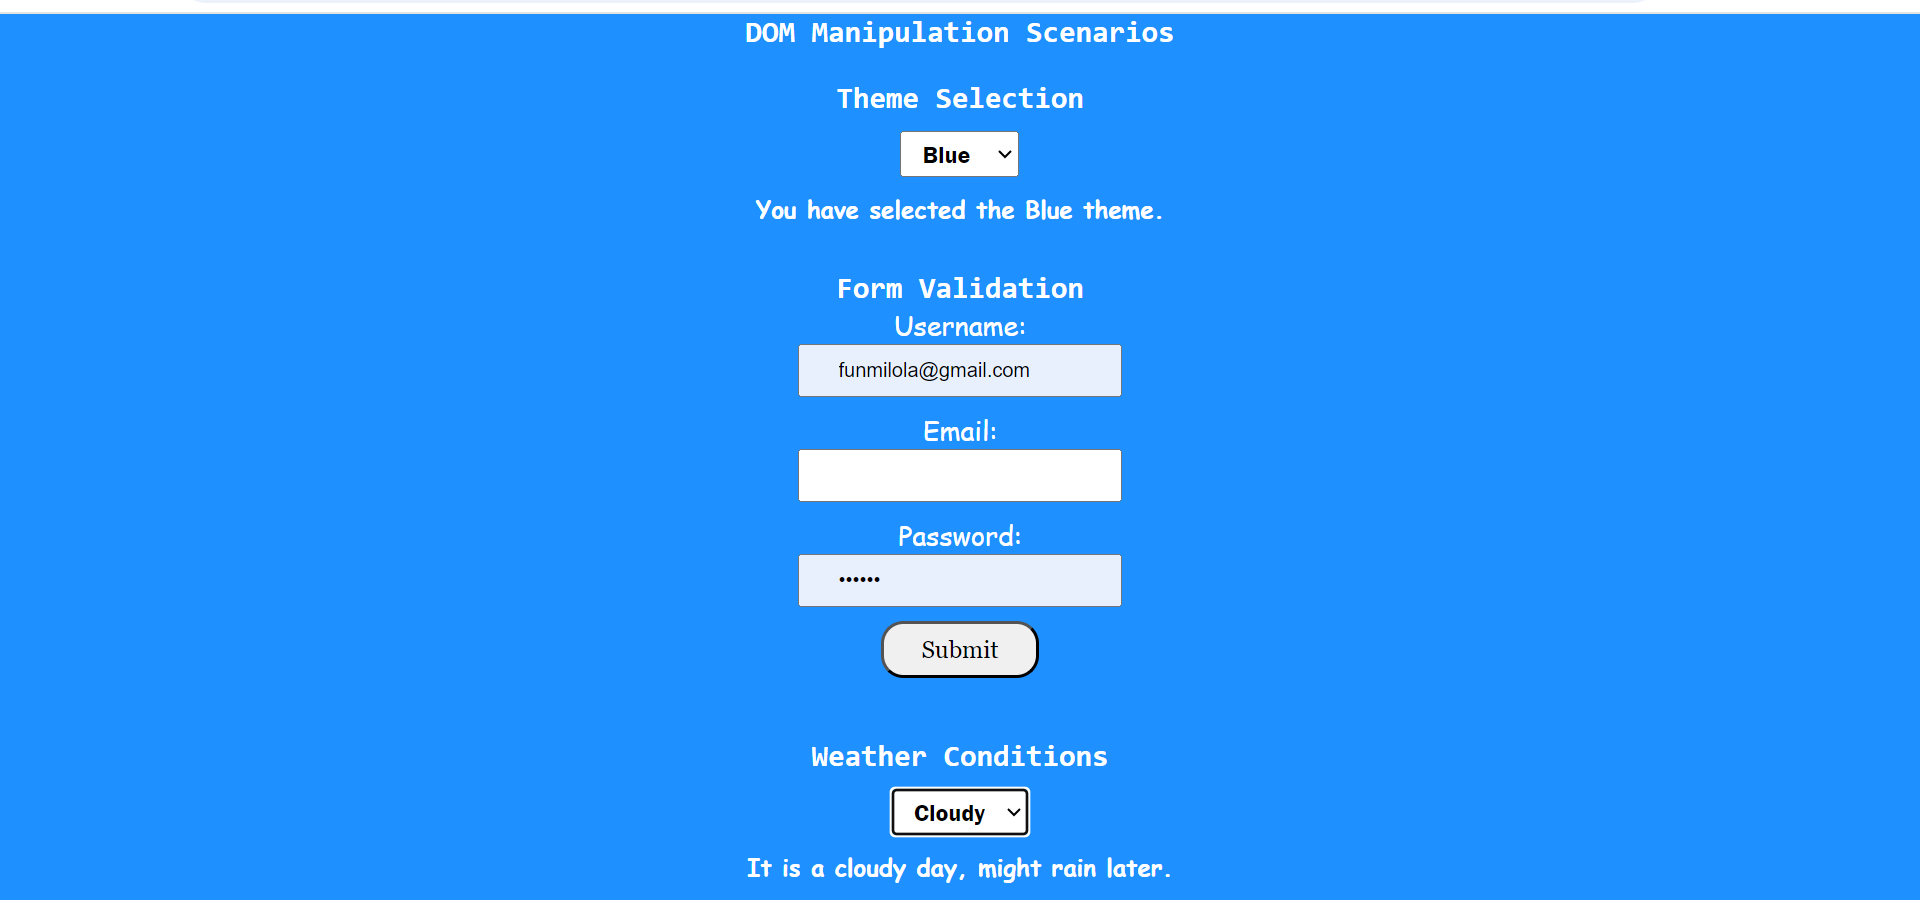 DOM Manipulation Scenarios
Theme Selection
Blue
You have selected the Blue theme.
Form Validation
Username:
funmilola@gmail.com
Email:
Password:
••••••
Submit
Weather Conditions
Cloudy
It is a cloudy day, might rain later.